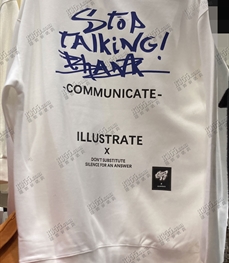 Stop
TALKING!
-COMMUNICATE-
ILLUSTRATE
X
DON'T SUBSTITUTE
SILENCE FOR AN ANSWER